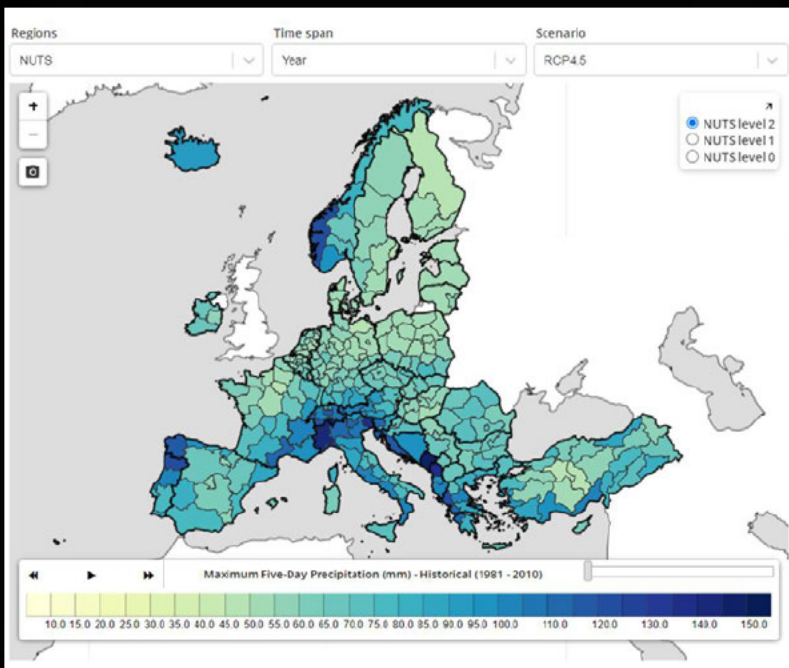 Regions
Time span
Scenario
NUTS
Year
RCP4.5
+
−
NUTS level 2
NUTS level 1
NUTS level 0
Maximum Five-Day Precipitation (mm) - Historical (1981 - 2010)
10.0 15.0 20.0 25.0 30.0 35.0 40.0 45.0 50.0 55.0 60.0 65.0 70.0 75.0 80.0 85.0 90.0 95.0 100.0 110.0 120.0 130.0 140.0 150.0